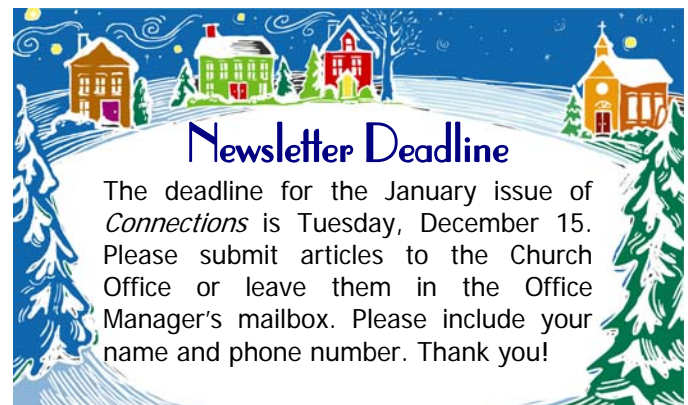 Newsletter Deadline
The deadline for the January issue of
Connections is Tuesday, December 15.
Please submit articles to the Church
Office or leave them in the Office
Manager's mailbox. Please include your
name and phone number. Thank you!